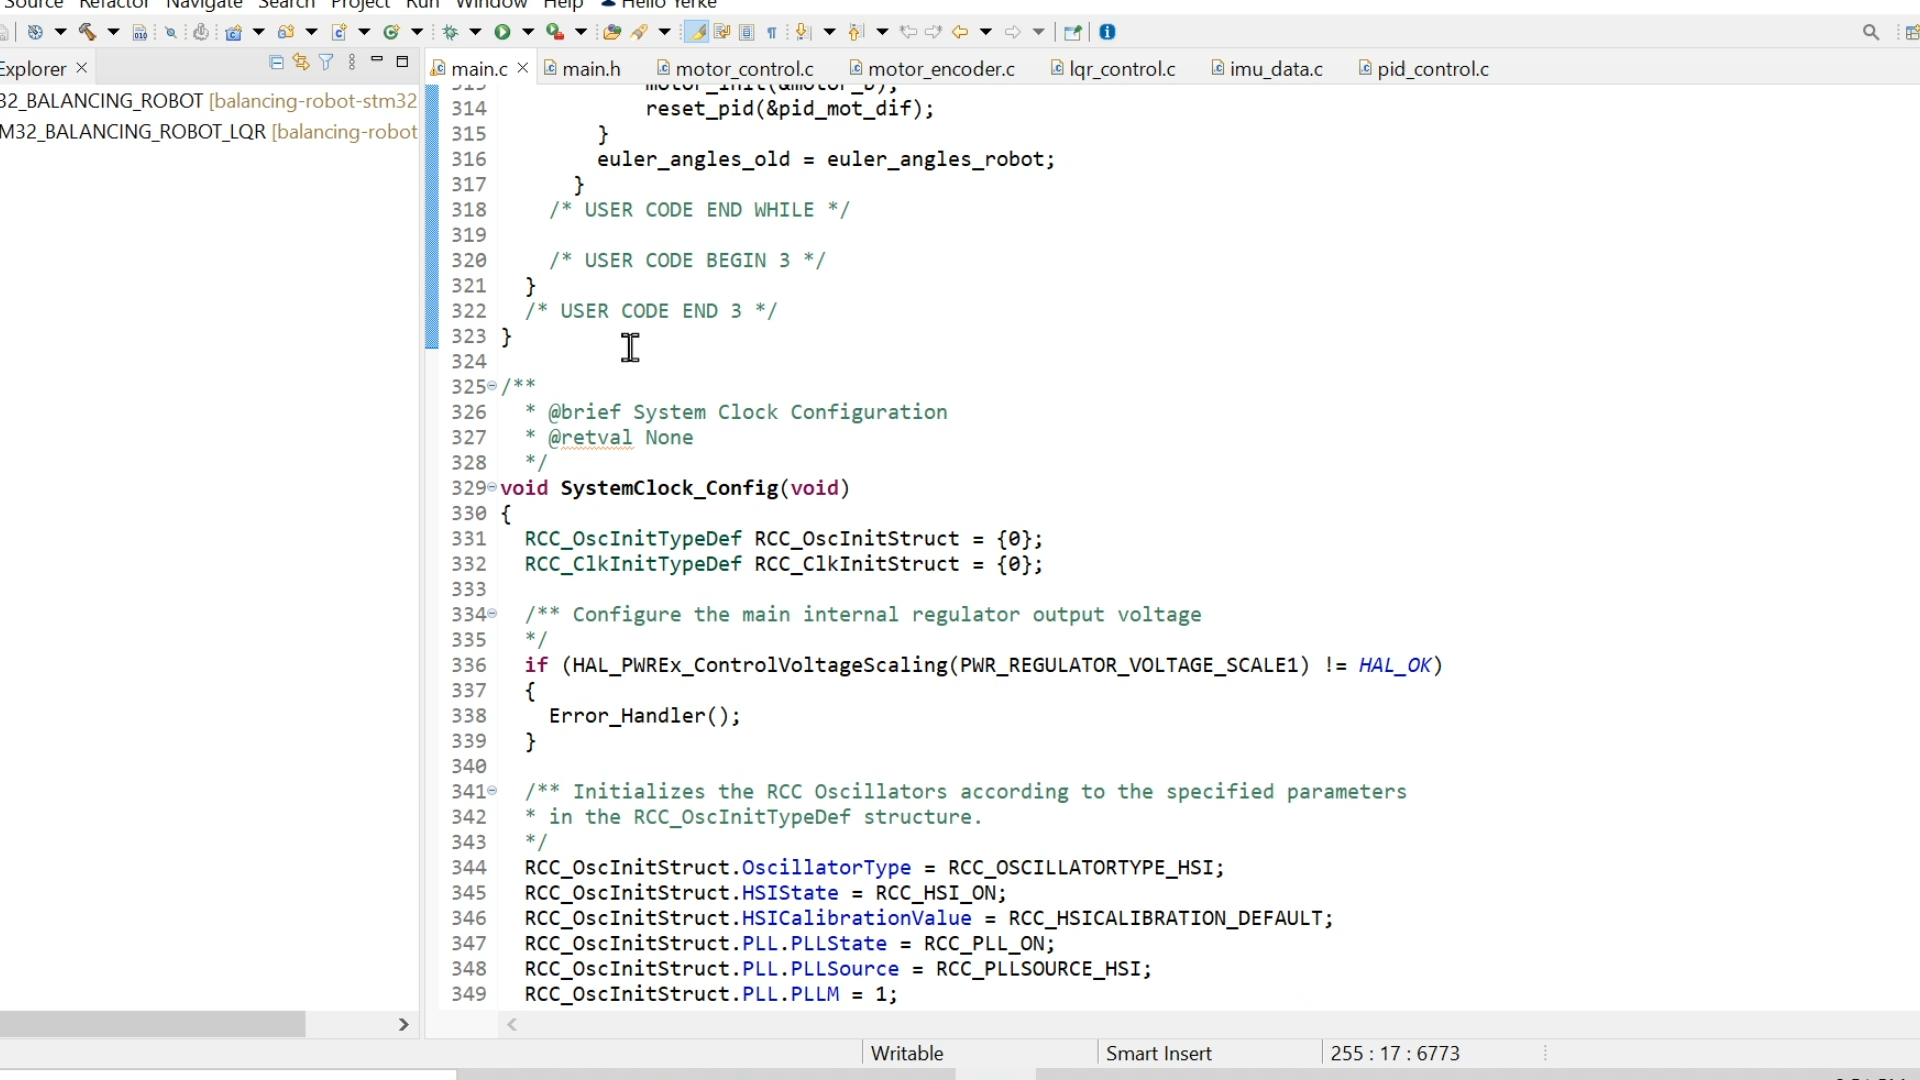 Source Refactor Navigate Search Project Run Window Help Hello Yerke
Explorer
main.c
main.h
motor_control.c
motor_encoder.c
lqr_control.c
imu_data.c
pid_control.c
32_BALANCING_ROBOT [balancing-robot-stm32
M32_BALANCING_ROBOT_LQR [balancing-robot
313 motor_init(&motor_b);
314 reset_pid(&pid_mot_dif);
315 }
316 euler_angles_old = euler_angles_robot;
317 }
318 /* USER CODE END WHILE */
319
320 /* USER CODE BEGIN 3 */
321 }
322 /* USER CODE END 3 */
323 }
324
325 /**
326 * @brief System Clock Configuration
327 * @retval None
328 */
329 void SystemClock_Config(void)
330 {
331 RCC_OscInitTypeDef RCC_OscInitStruct = {0};
332 RCC_ClkInitTypeDef RCC_ClkInitStruct = {0};
333
334 /** Configure the main internal regulator output voltage
335 */
336 if (HAL_PWREx_ControlVoltageScaling(PWR_REGULATOR_VOLTAGE_SCALE1) != HAL_OK)
337 {
338 Error_Handler();
339 }
340
341 /** Initializes the RCC Oscillators according to the specified parameters
342 * in the RCC_OscInitTypeDef structure.
343 */
344 RCC_OscInitStruct.OscillatorType = RCC_OSCILLATORTYPE_HSI;
345 RCC_OscInitStruct.HSIState = RCC_HSI_ON;
346 RCC_OscInitStruct.HSICalibrationValue = RCC_HSICALIBRATION_DEFAULT;
347 RCC_OscInitStruct.PLL.PLLState = RCC_PLL_ON;
348 RCC_OscInitStruct.PLL.PLLSource = RCC_PLLSOURCE_HSI;
349 RCC_OscInitStruct.PLL.PLLM = 1;
Writable
Smart Insert
255 : 17 : 6773